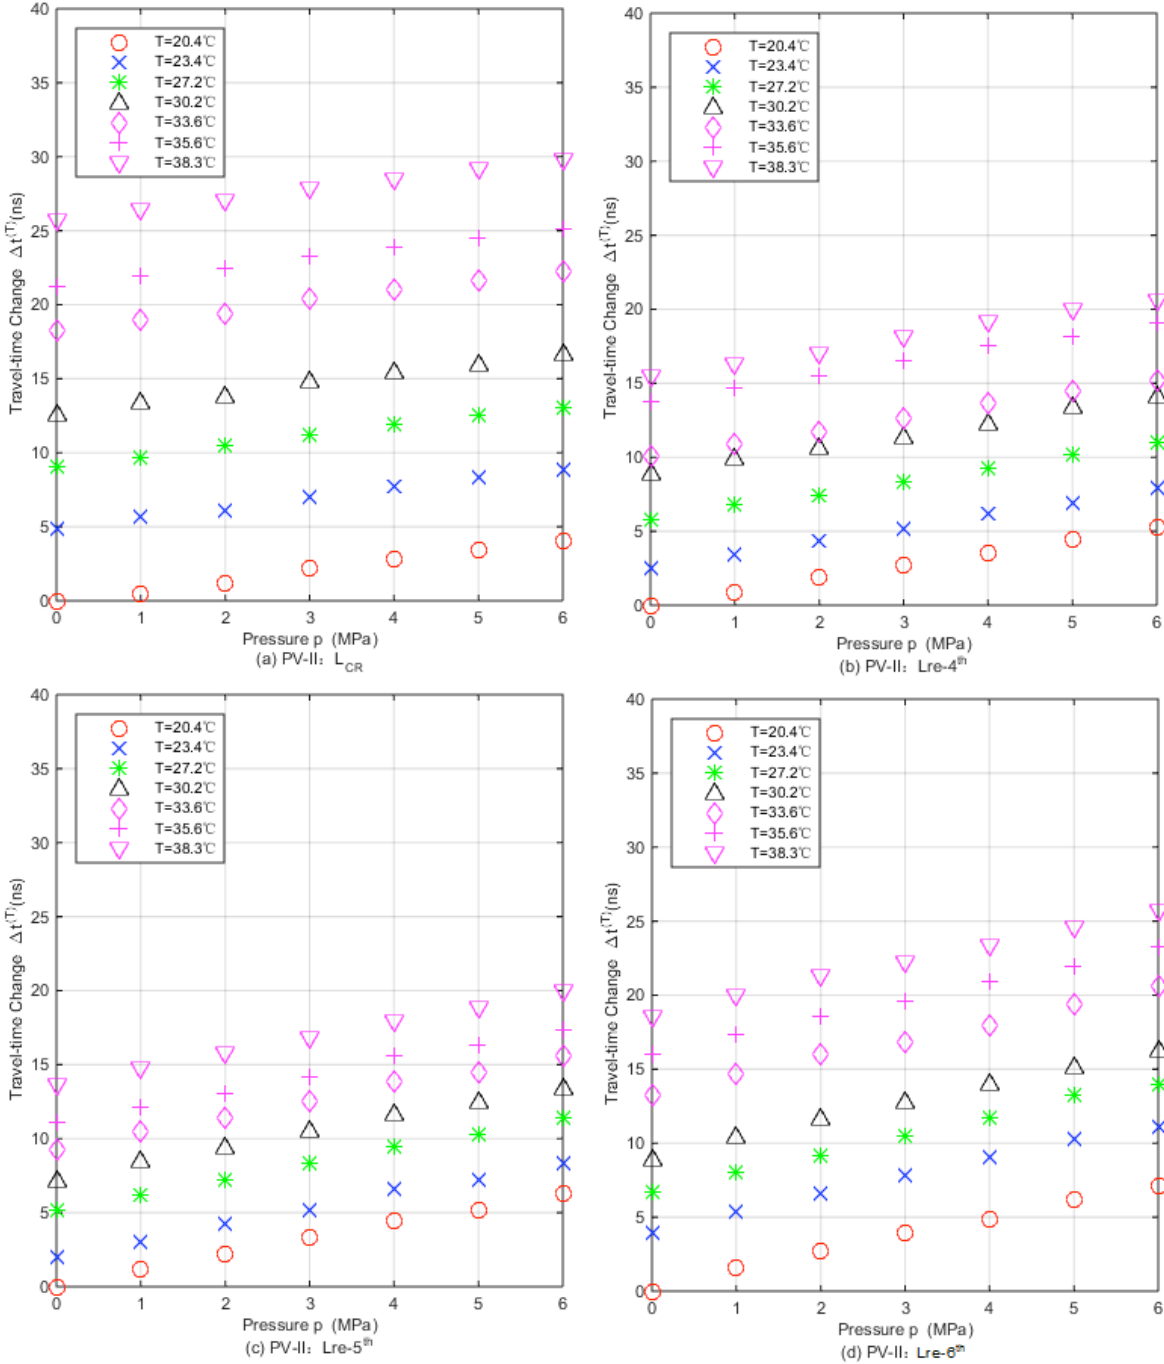 40
35
30
25
20
15
10
5
0
Travel-time Change Δt^{T}(ns)
T=20.4℃
T=23.4℃
T=27.2℃
T=30.2℃
T=33.6℃
T=35.6℃
T=38.3℃
0 1 2 3 4 5 6
Pressure p (MPa)
(a) PV-II: L_CR
40
35
30
25
20
15
10
5
0
Travel-time Change Δt^{T}(ns)
T=20.4℃
T=23.4℃
T=27.2℃
T=30.2℃
T=33.6℃
T=35.6℃
T=38.3℃
0 1 2 3 4 5 6
Pressure p (MPa)
(b) PV-II: Lre-4^th
40
35
30
25
20
15
10
5
0
Travel-time Change Δt^{T}(ns)
T=20.4℃
T=23.4℃
T=27.2℃
T=30.2℃
T=33.6℃
T=35.6℃
T=38.3℃
0 1 2 3 4 5 6
Pressure p (MPa)
(c) PV-II: Lre-5^th
40
35
30
25
20
15
10
5
0
Travel-time Change Δt^{T}(ns)
T=20.4℃
T=23.4℃
T=27.2℃
T=30.2℃
T=33.6℃
T=35.6℃
T=38.3℃
0 1 2 3 4 5 6
Pressure p (MPa)
(d) PV-II: Lre-6^th